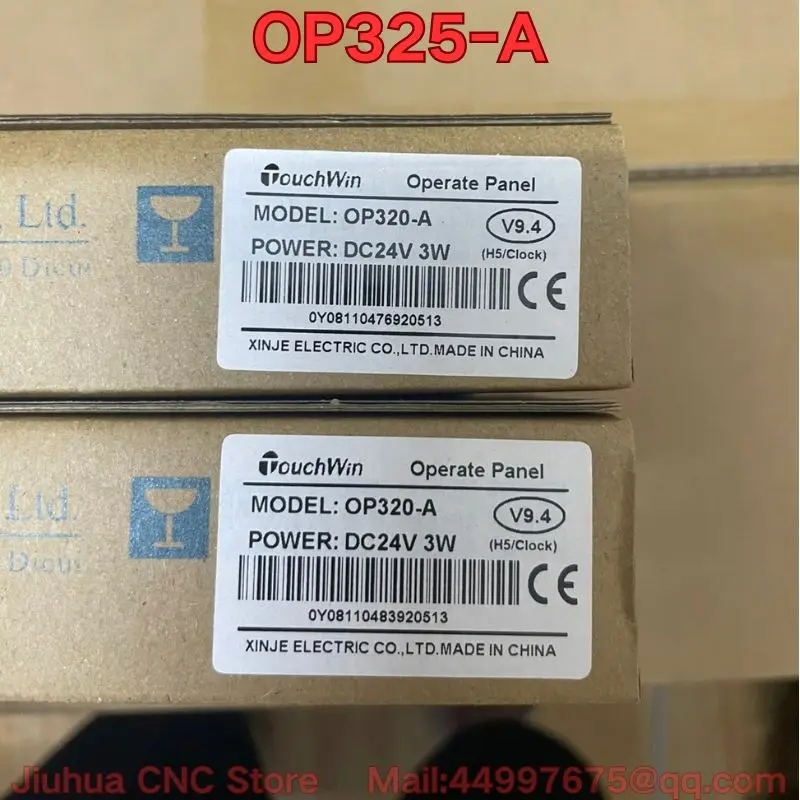 OP325-A
TouchWin Operate Panel
MODEL: OP320-A V9.4
POWER: DC24V 3W (H5/Clock)
CE
0Y08110476920513
XINJE ELECTRIC CO.,LTD.MADE IN CHINA
, Ltd.
TouchWin Operate Panel
MODEL: OP320-A V9.4
POWER: DC24V 3W (H5/Clock)
CE
0Y08110483920513
XINJE ELECTRIC CO.,LTD.MADE IN CHINA
Ltd.
Jiuhua CNC Store Mail:44997675@qq.com